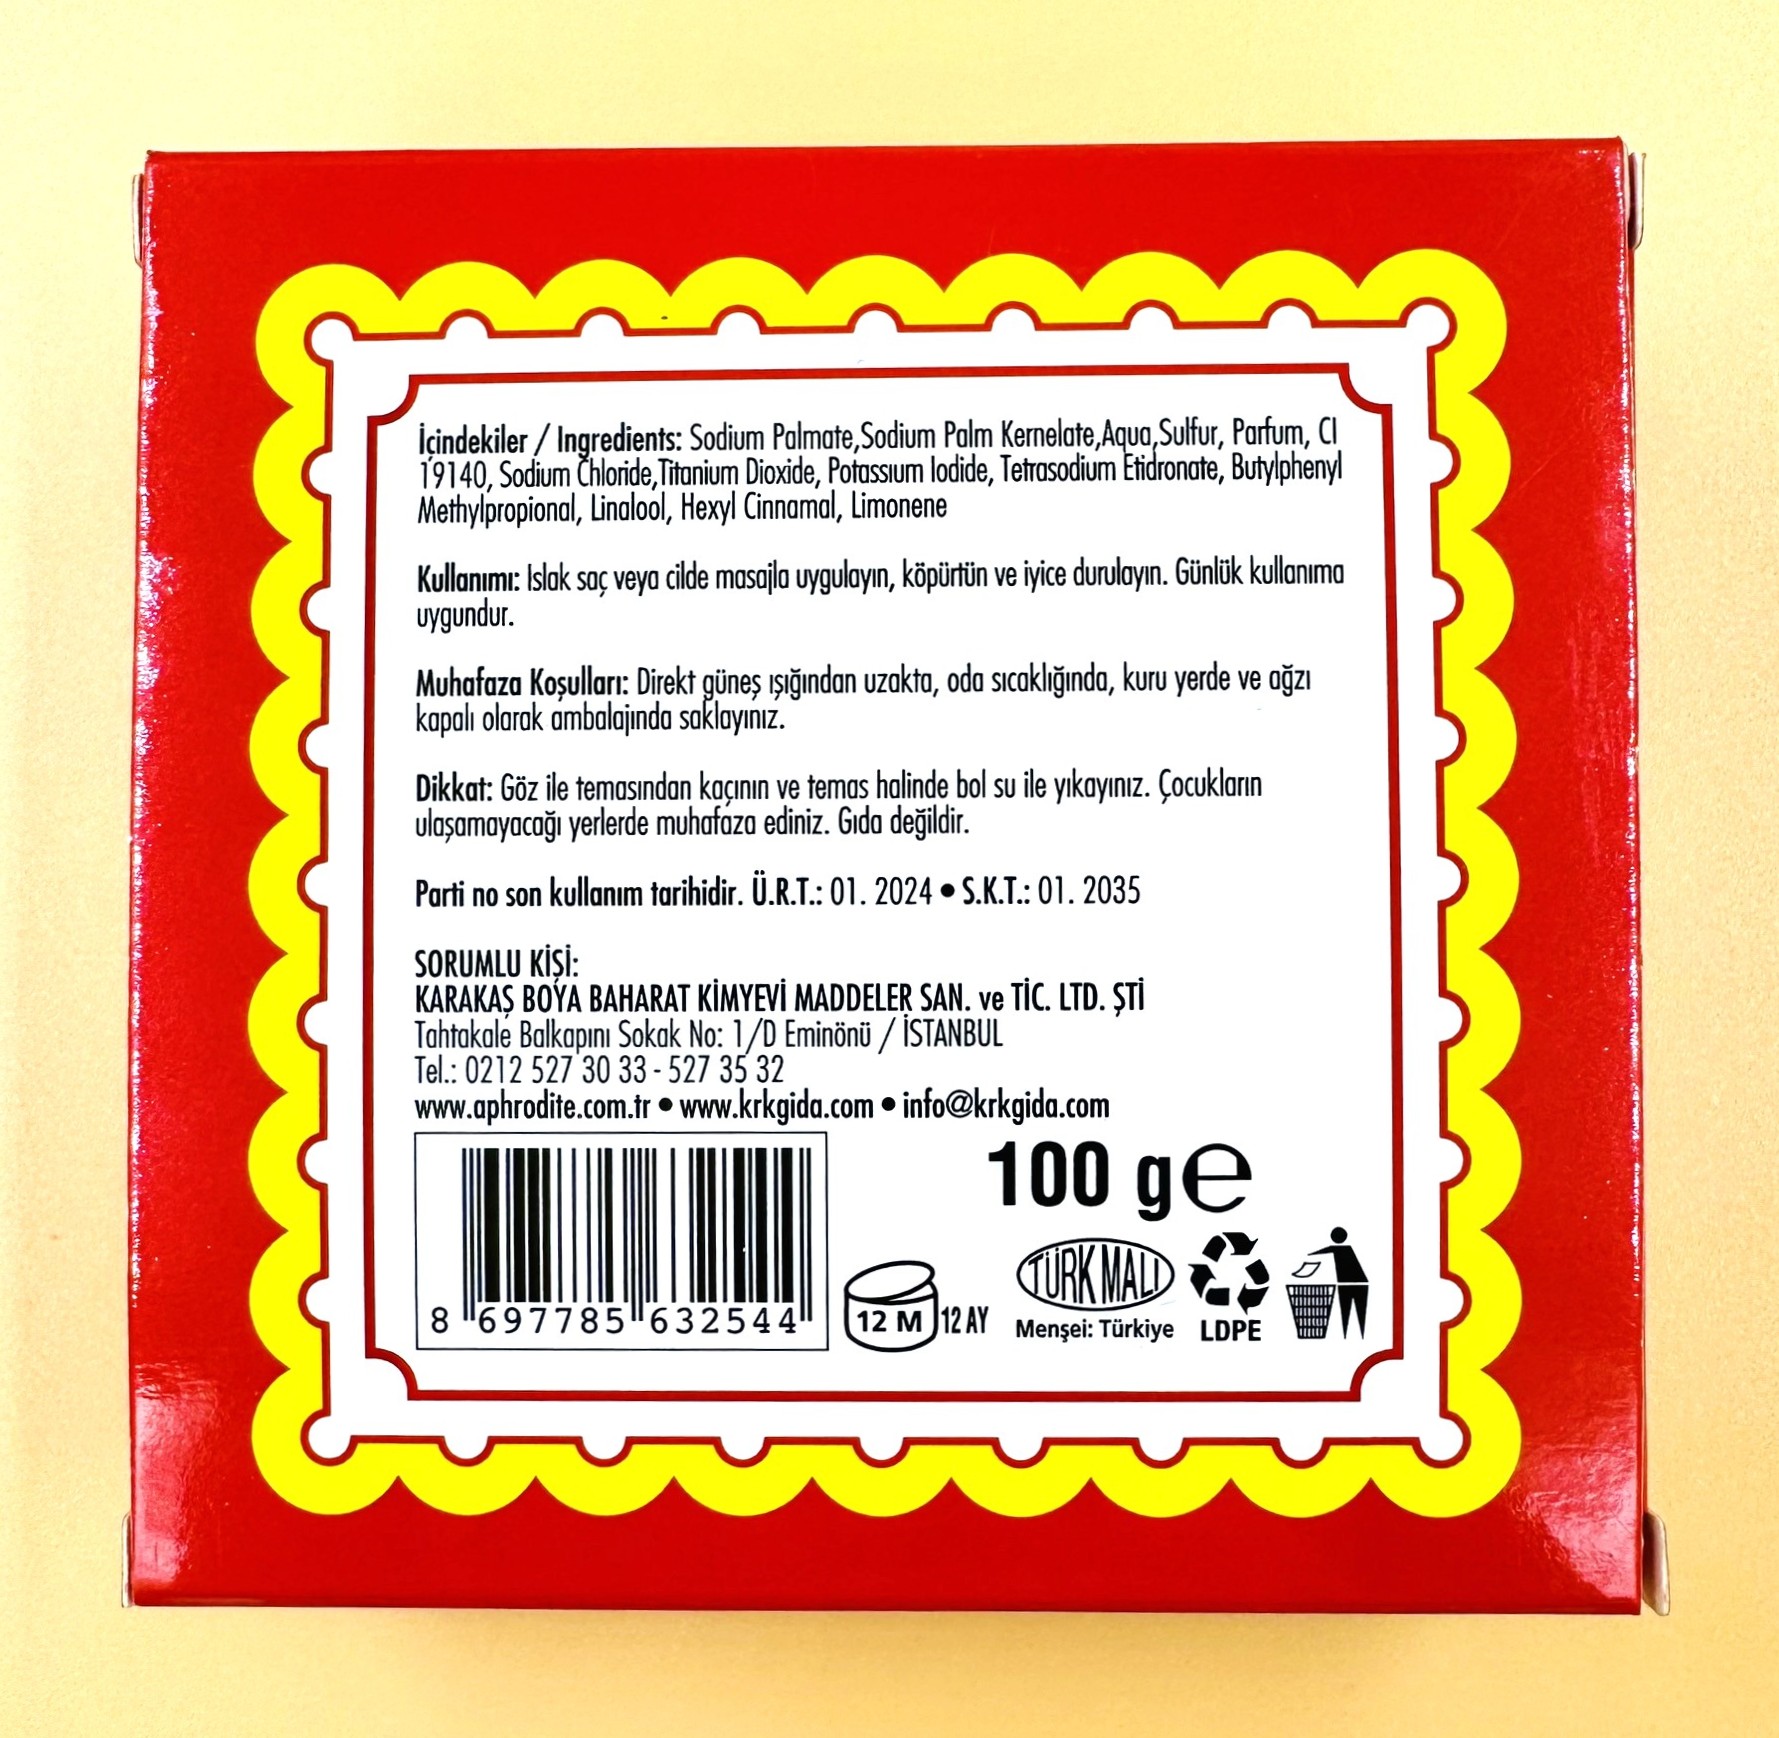 İçindekiler / Ingredients: Sodium Palmate,Sodium Palm Kernelate,Aqua,Sulfur, Parfum, CI
19140, Sodium Chloride,Titanium Dioxide, Potassıum Iodide, Tetrasodium Etidronate, Butylphenyl
Methylpropional, Linalool, Hexyl Cinnamal, Limonene
Kullanımı: Islak saç veya cilde masajla uygulayın, köpürtün ve iyice durulayın. Günlük kullanıma
uygundur.
Muhafaza Koşulları: Direkt güneş ışığından uzakta, oda sıcaklığında, kuru yerde ve ağzı
kapalı olarak ambalajında saklayınız.
Dikkat: Göz ile temasından kaçının ve temas halinde bol su ile yıkayınız. Çocukların
ulaşamayacağı yerlerde muhafaza ediniz. Gıda değildir.
Parti no son kullanım tarihidir. Ü.R.T.: 01. 2024 • S.K.T.: 01. 2035
SORUMLU KİŞİ:
KARAKAŞ BOYA BAHARAT KİMYEVİ MADDELER SAN. ve TİC. LTD. ŞTİ
Tahtakale Balkapını Sokak No: 1/D Eminönü / İSTANBUL
Tel.: 0212 527 30 33 - 527 35 32
www.aphrodite.com.tr • www.krkgida.com • info@krkgida.com
100 g℮
TÜRK MALI
8 697785 632544
12 M 12 AY
Menşei: Türkiye
LDPE